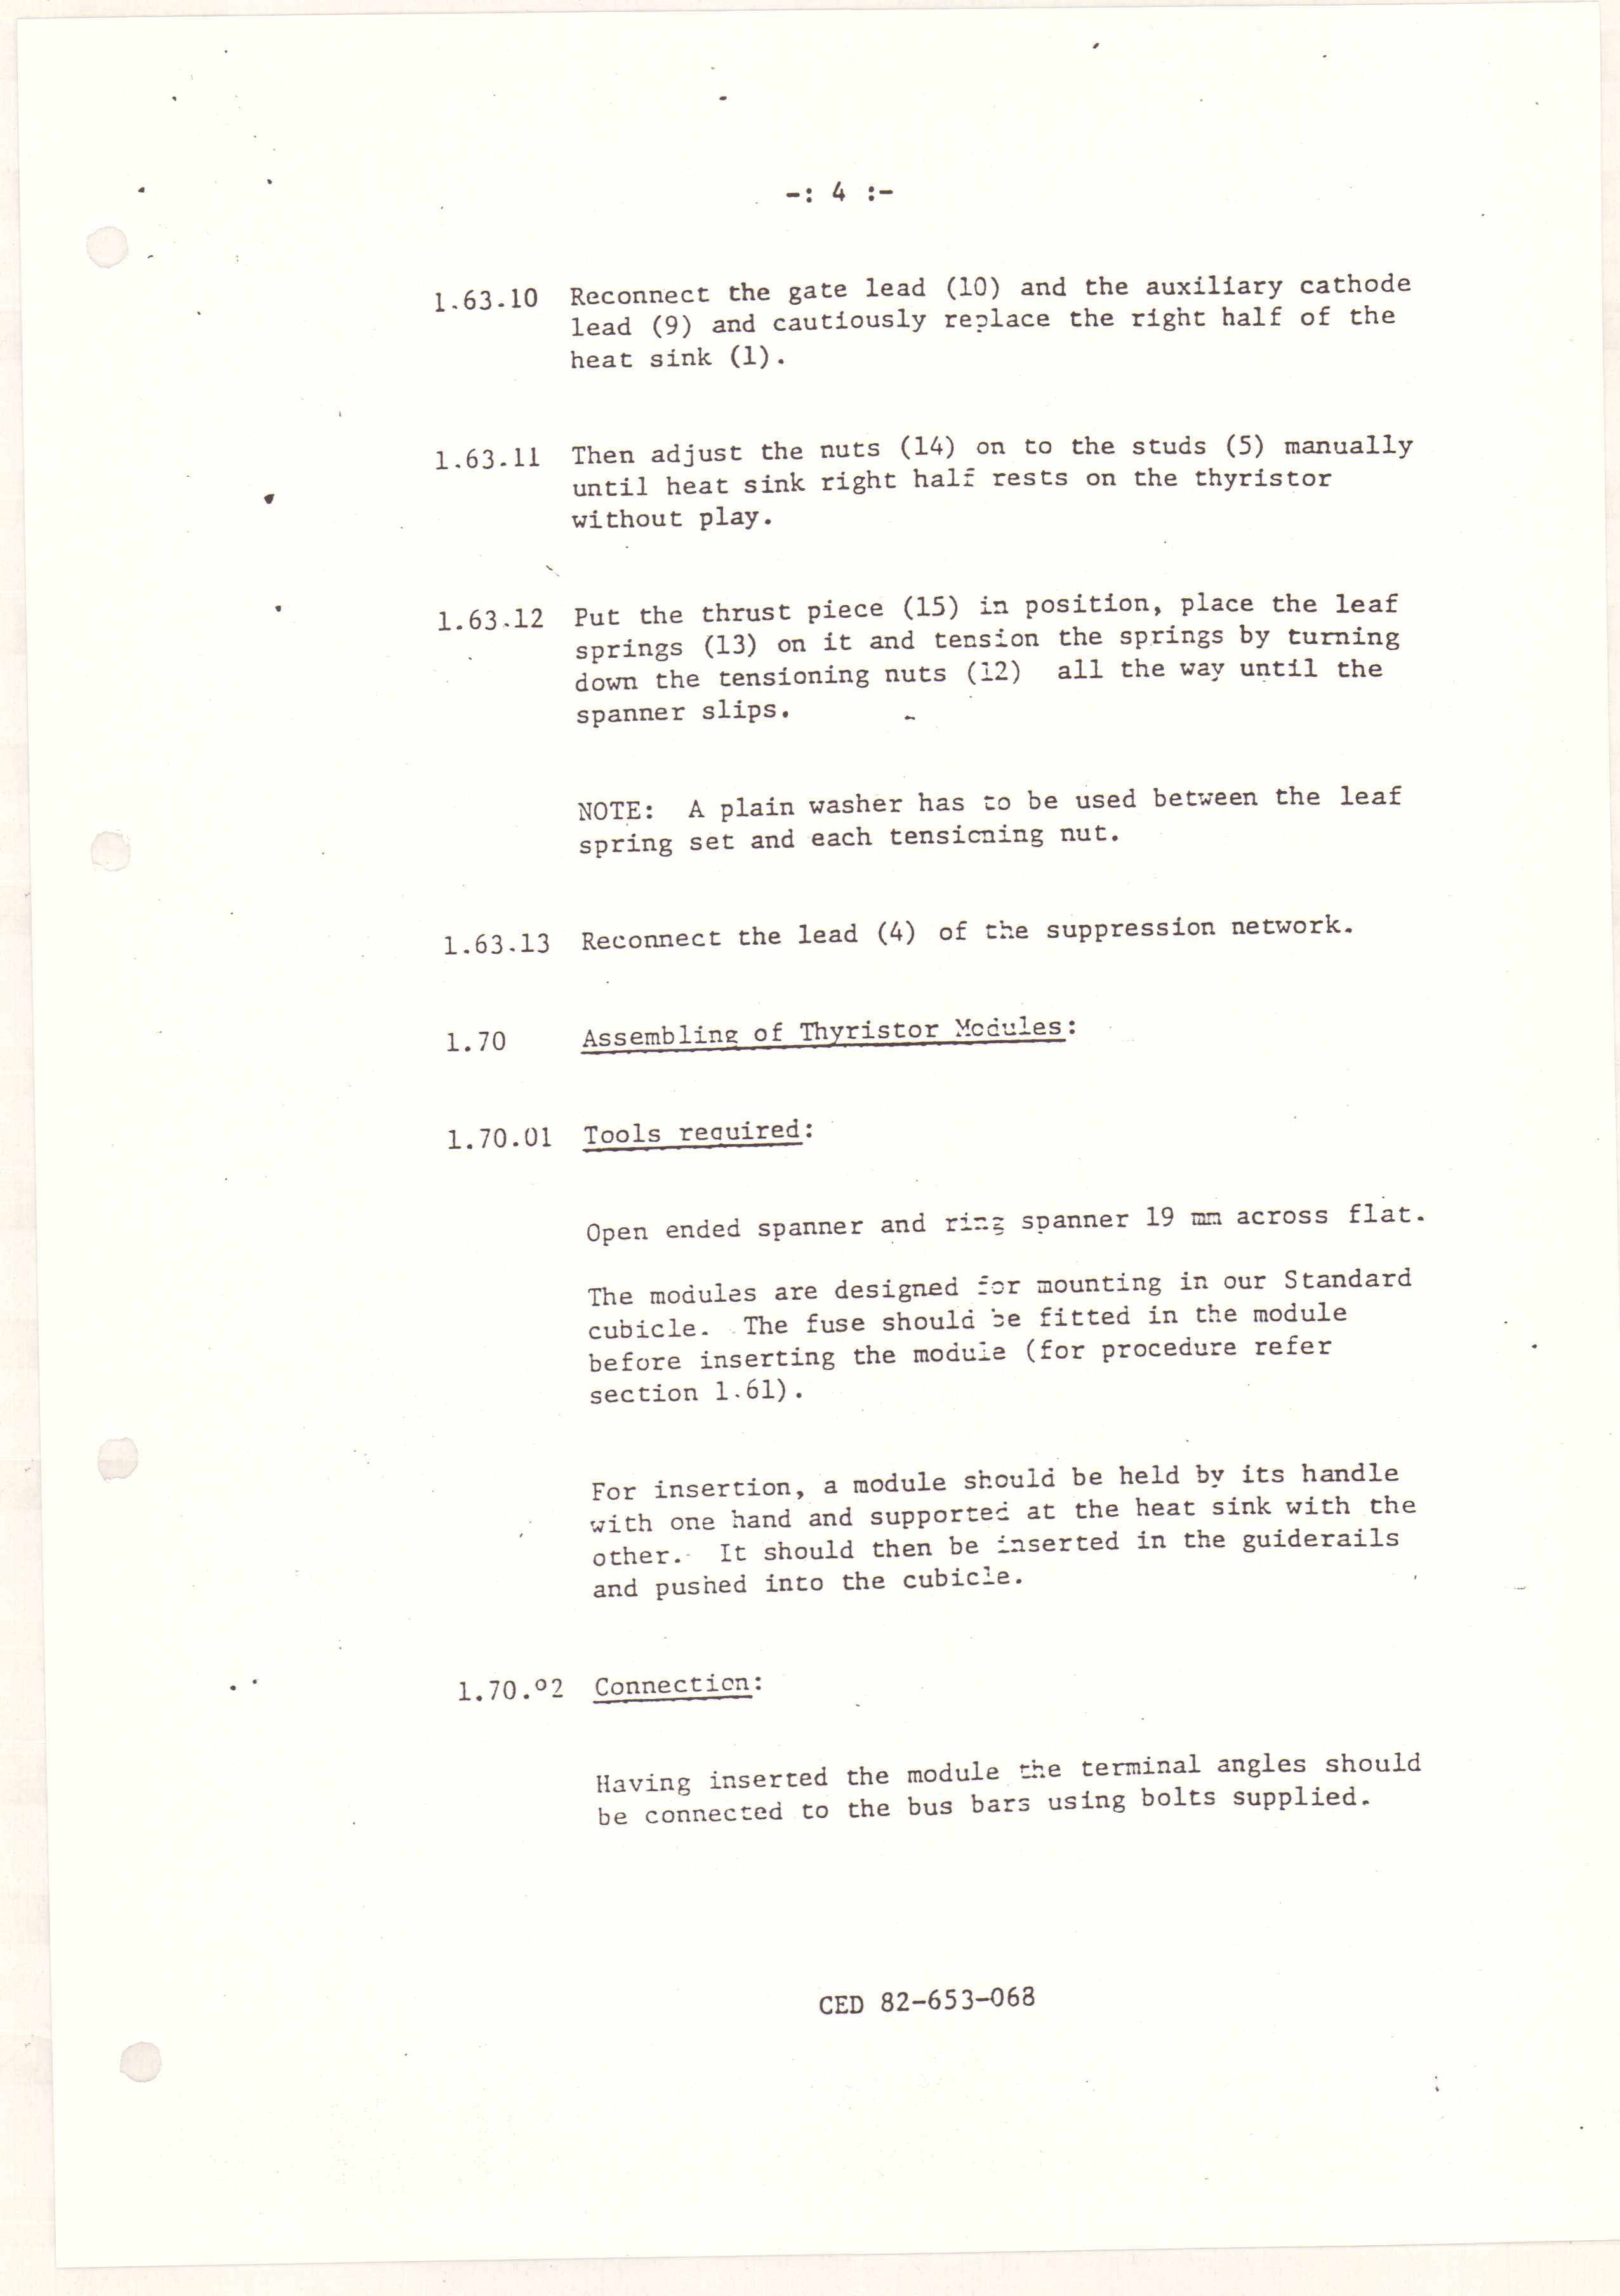 -: 4 :-
1.63.10 Reconnect the gate lead (10) and the auxiliary cathode
lead (9) and cautiously replace the right half of the
heat sink (1).
1.63.11 Then adjust the nuts (14) on to the studs (5) manually
until heat sink right half rests on the thyristor
without play.
1.63.12 Put the thrust piece (15) in position, place the leaf
springs (13) on it and tension the springs by turning
down the tensioning nuts (12) all the way until the
spanner slips.
NOTE: A plain washer has to be used between the leaf
spring set and each tensioning nut.
1.63.13 Reconnect the lead (4) of the suppression network.
1.70 Assembling of Thyristor Modules:
1.70.01 Tools required:
Open ended spanner and ring spanner 19 mm across flat.
The modules are designed for mounting in our Standard
cubicle. The fuse should be fitted in the module
before inserting the module (for procedure refer
section 1.61).
For insertion, a module should be held by its handle
with one hand and supported at the heat sink with the
other. It should then be inserted in the guiderails
and pushed into the cubicle.
1.70.02 Connection:
Having inserted the module the terminal angles should
be connected to the bus bars using bolts supplied.
CED 82-653-068